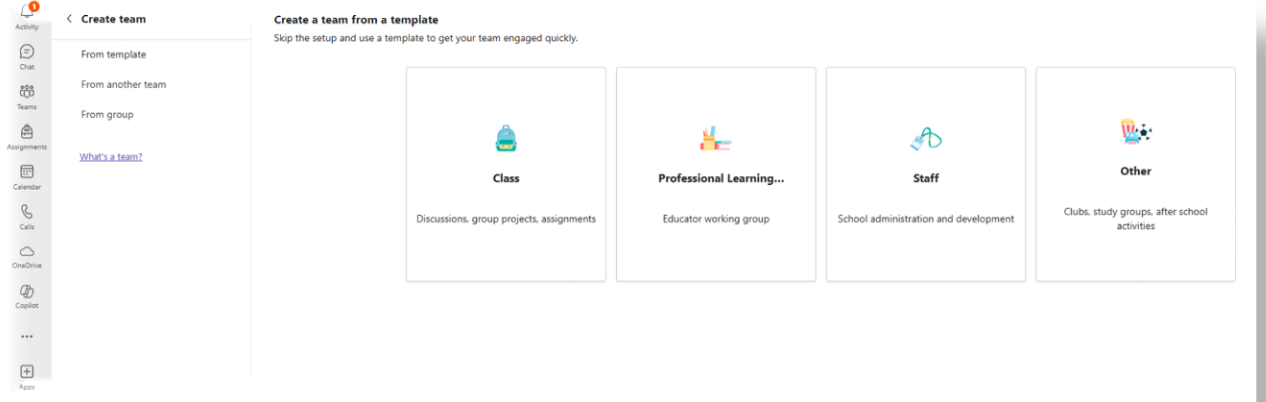 1
Activity
Chat
Teams
Assignments
Calendar
Calls
OneDrive
Copilot
Apps
Create team
From template
From another team
From group
What's a team?
Create a team from a template
Skip the setup and use a template to get your team engaged quickly.
Class
Discussions, group projects, assignments
Professional Learning...
Educator working group
Staff
School administration and development
Other
Clubs, study groups, after school
activities